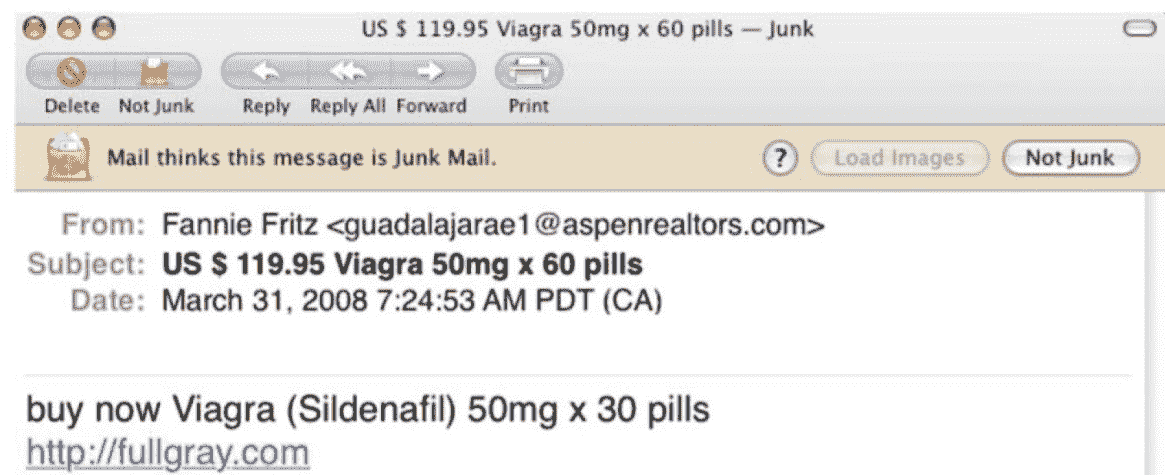 US $ 119.95 Viagra 50mg x 60 pills — Junk
Delete Not Junk Reply Reply All Forward Print
Mail thinks this message is Junk Mail. ? Load Images Not Junk
From: Fannie Fritz <guadalajarae1@aspenrealtors.com>
Subject: US $ 119.95 Viagra 50mg x 60 pills
Date: March 31, 2008 7:24:53 AM PDT (CA)
buy now Viagra (Sildenafil) 50mg x 30 pills
http://fullgray.com